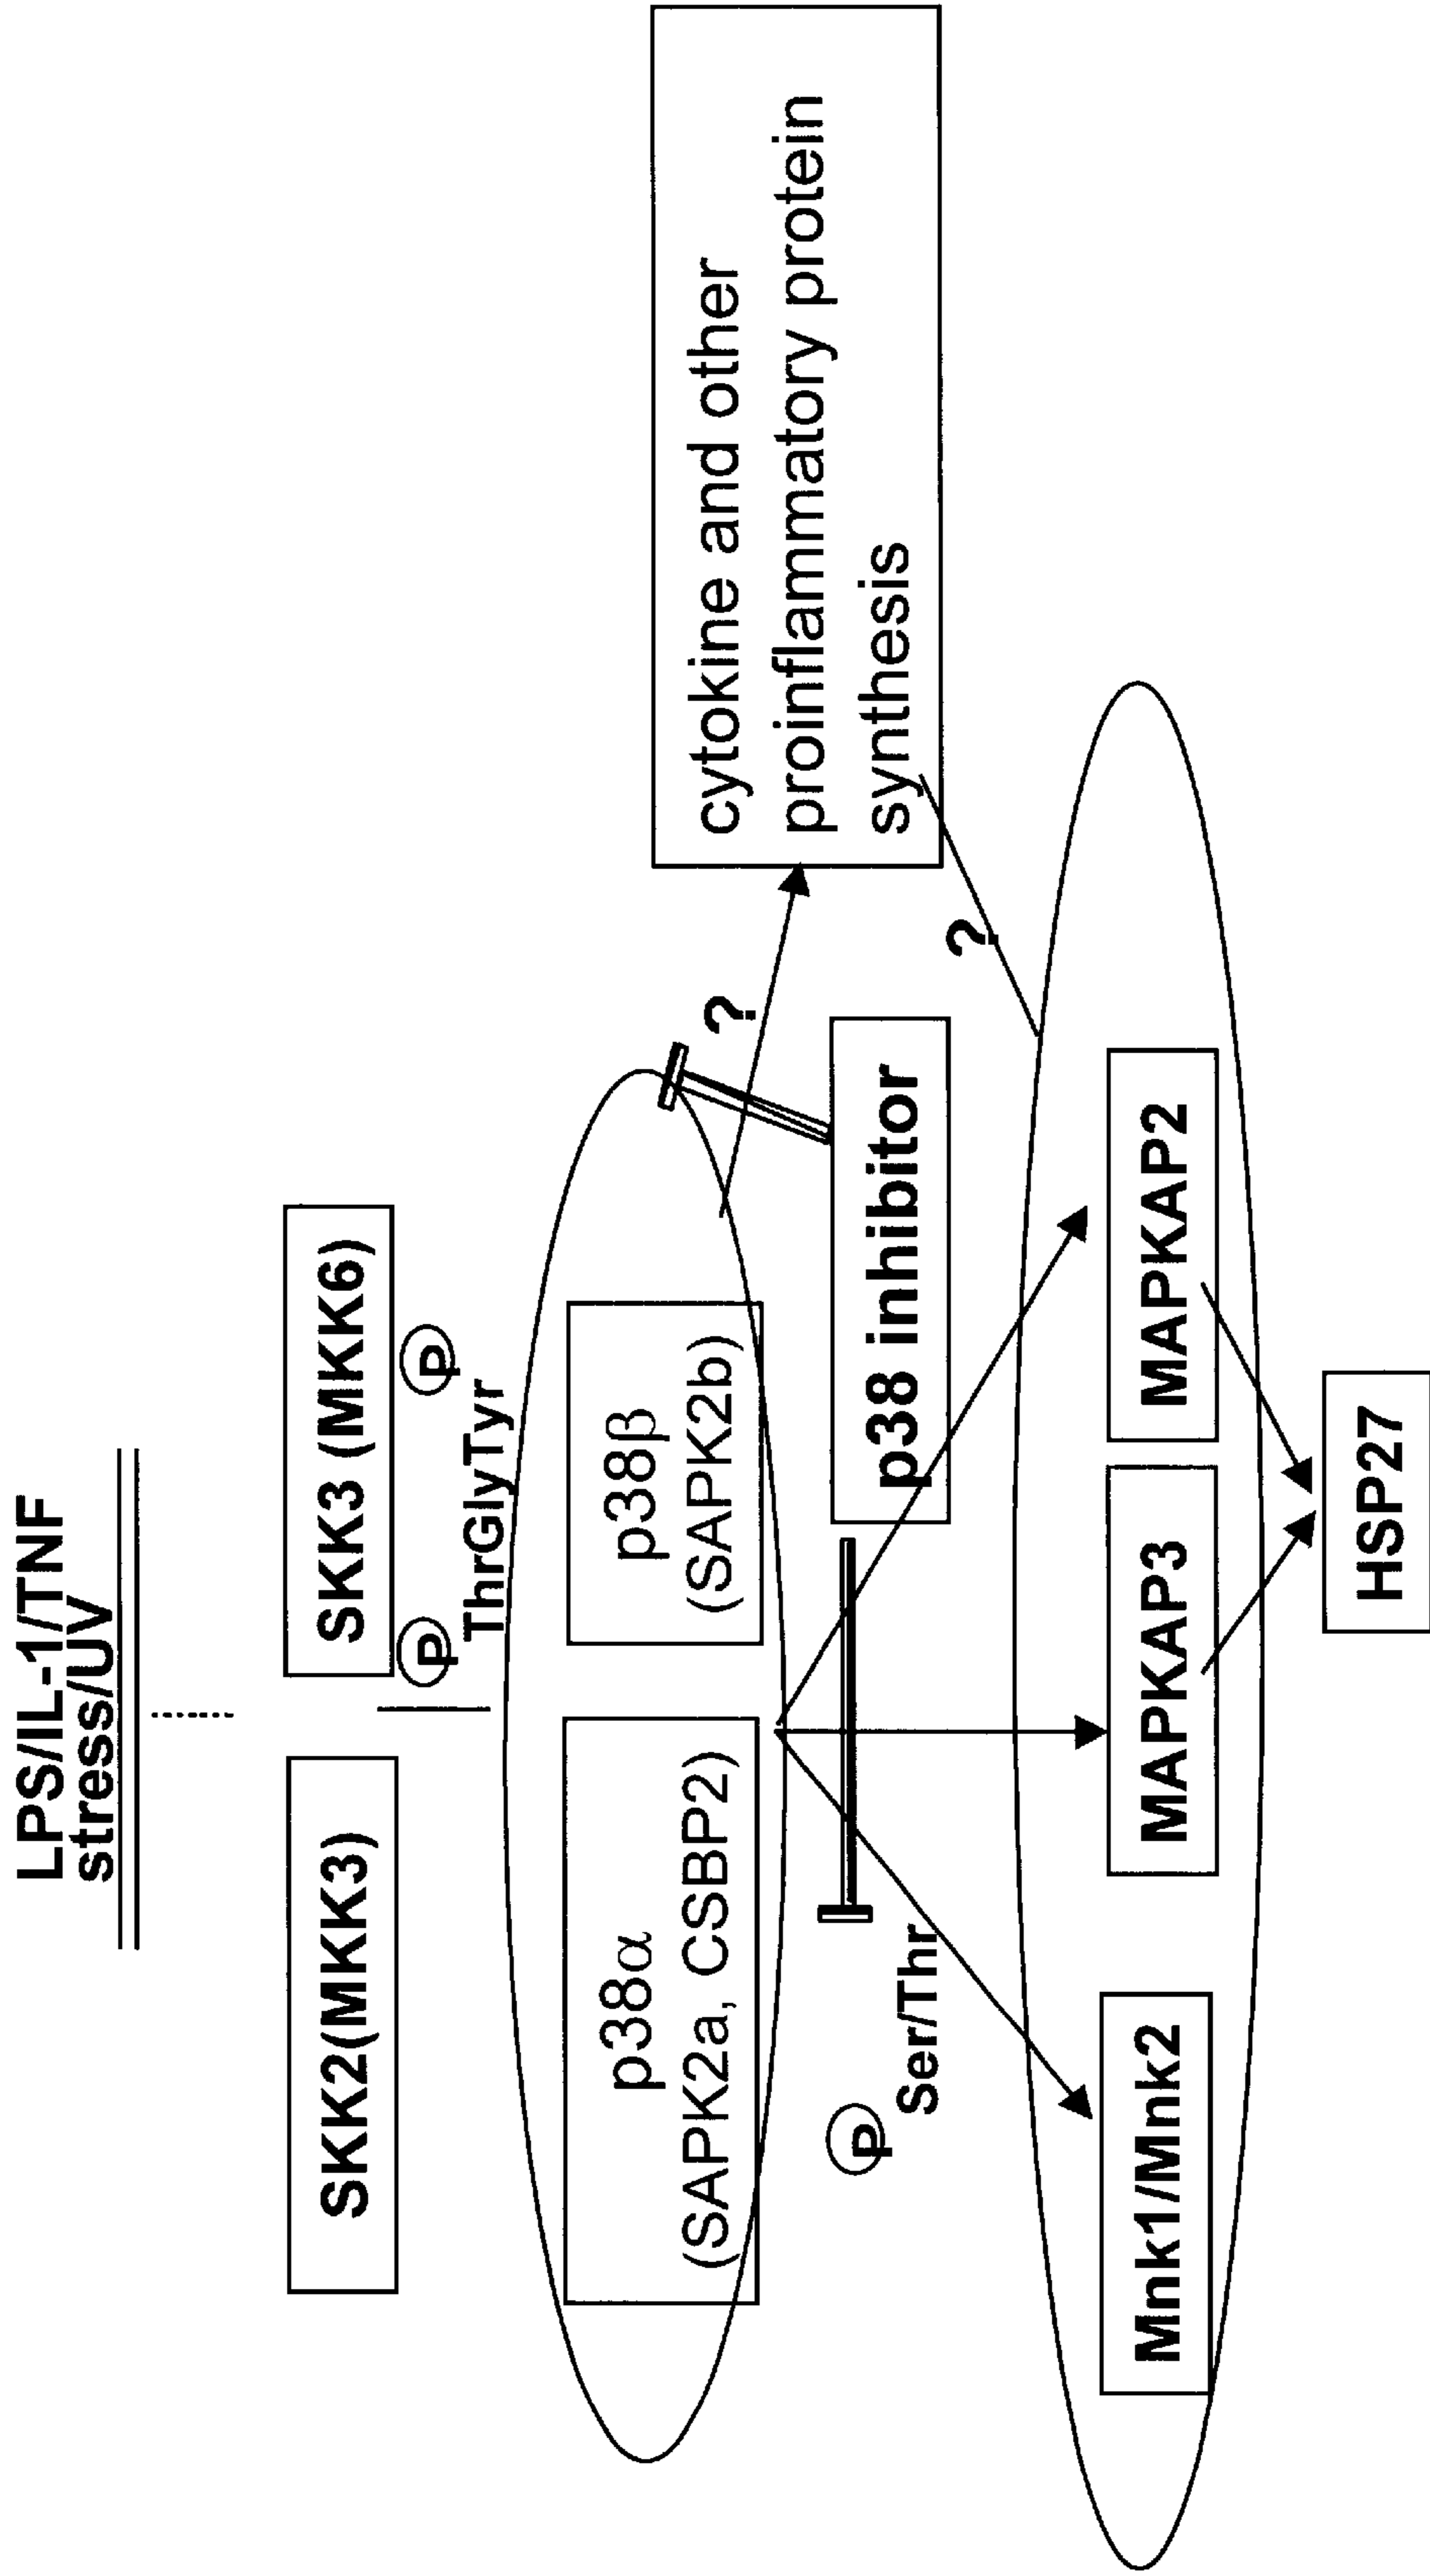 LPS/IL-1/TNF
stress/UV
SKK2(MKK3)
SKK3 (MKK6)
P
P
ThrGlyTyr
p38α
(SAPK2a, CSBP2)
p38β
(SAPK2b)
?
cytokine and other
proinflammatory protein
synthesis
P
Ser/Thr
p38 inhibitor
?
Mnk1/Mnk2
MAPKAP3
MAPKAP2
HSP27